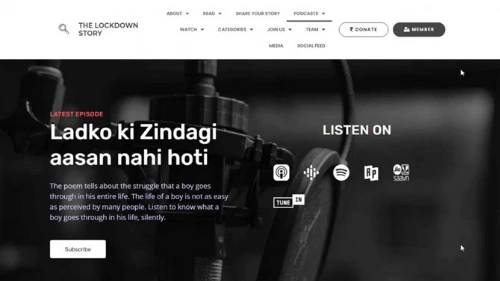 THE LOCKDOWN
STORY
ABOUT READ SHARE YOUR STORY PODCASTS
WATCH CATEGORIES JOIN US TEAM
MEDIA SOCIAL FEED
₹ DONATE
MEMBER
LATEST EPISODE
Ladko ki Zindagi
aasan nahi hoti
The poem tells about the struggle that a boy goes
through in his entire life. The life of a boy is not as easy
as perceived by many people. Listen to know what a
boy goes through in his life, silently.
Subscribe
LISTEN ON
RP
Jio
saavn
TUNE IN